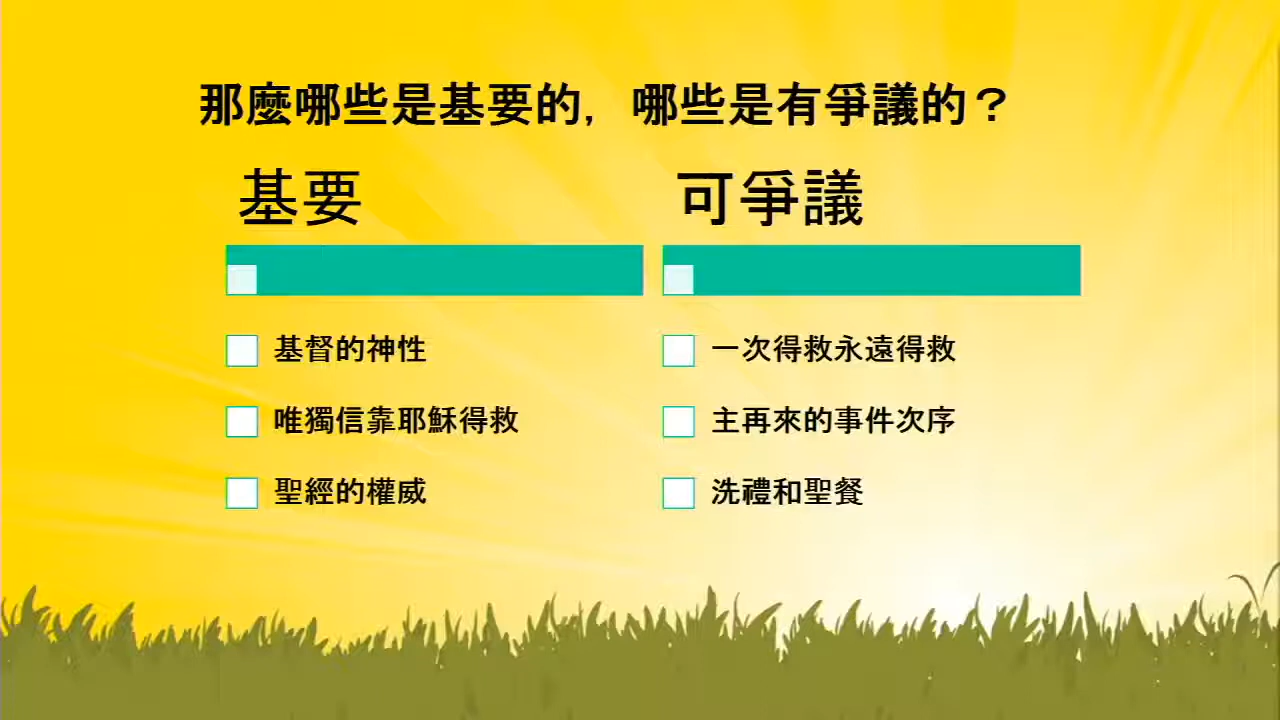 那麼哪些是基要的，哪些是有爭議的？
基要
可爭議
基督的神性
唯獨信靠耶穌得救
聖經的權威
一次得救永遠得救
主再來的事件次序
洗禮和聖餐